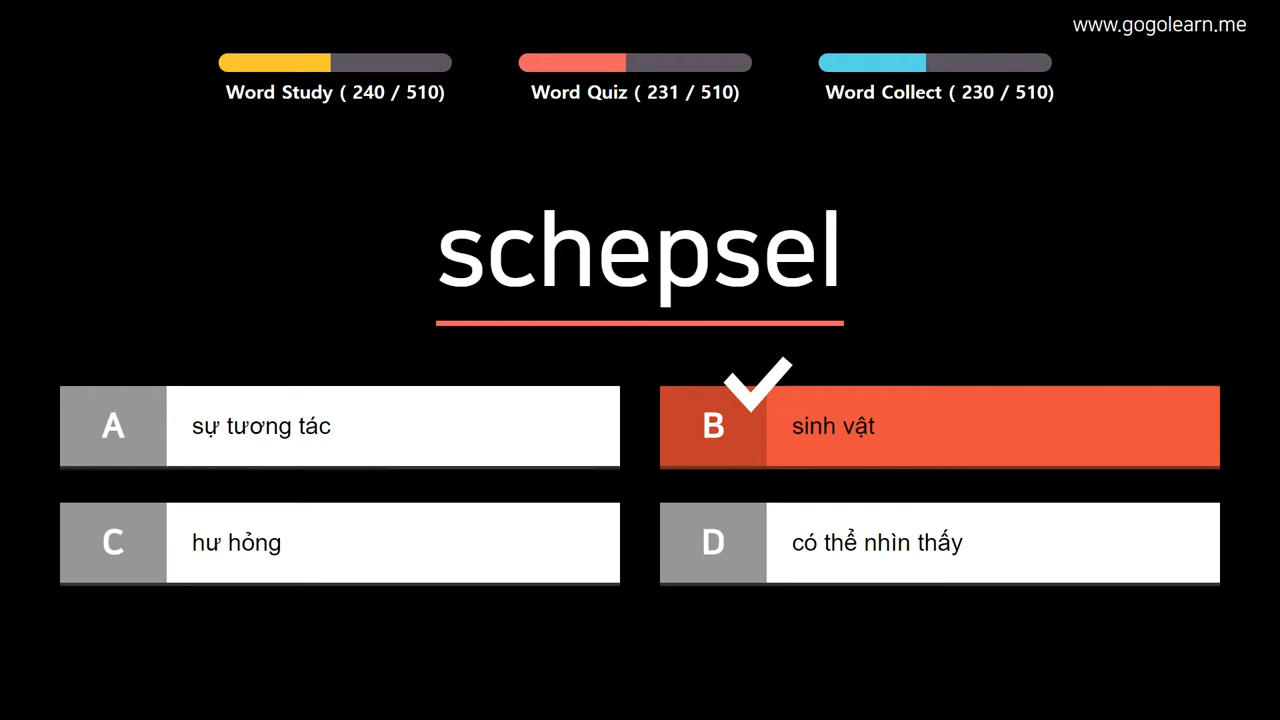 www.gogolearn.me
Word Study ( 240 / 510)
Word Quiz ( 231 / 510)
Word Collect ( 230 / 510)
schepsel
A sự tương tác
B sinh vật
C hư hỏng
D có thể nhìn thấy